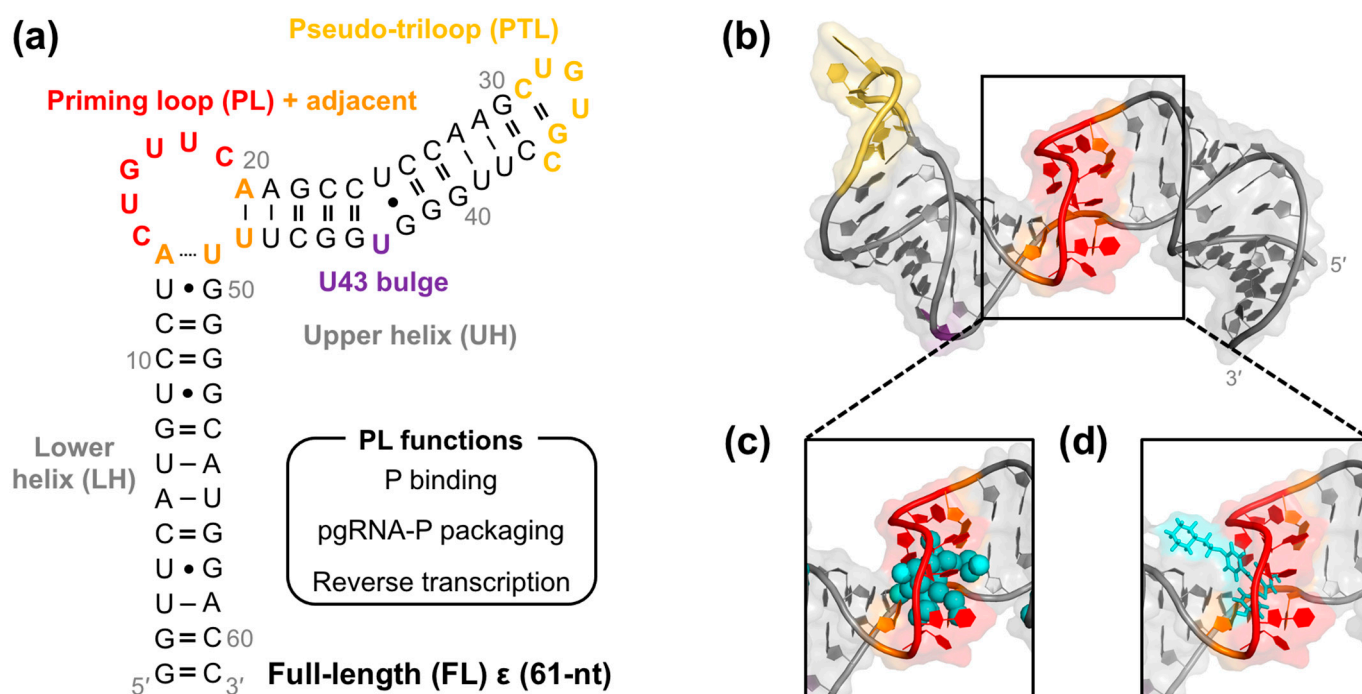 (a)
Pseudo-triloop (PTL)
Priming loop (PL) + adjacent
30
C U G
U
G
C
U U C
G
U
C
20
A A G C C U C C A A G
U U C G G U G G G U U C
40
A ···· U
U43 bulge
U • G 50
Upper helix (UH)
C = G
10 C = G
U • G
G = C
Lower
helix (LH)
U – A
A – U
C = G
U • G
U – A
G = C 60
5′ G = C 3′
PL functions
P binding
pgRNA-P packaging
Reverse transcription
Full-length (FL) ε (61-nt)
(b)
5′
3′
(c)
(d)